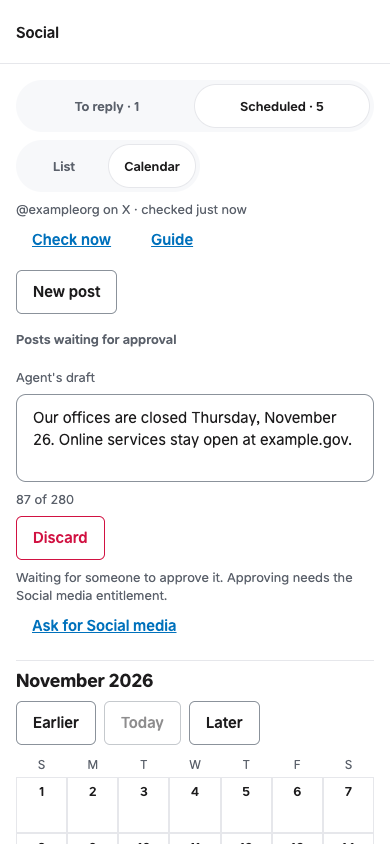 Social
To reply · 1
Scheduled · 5
List
Calendar
@exampleorg on X · checked just now
Check now
Guide
New post
Posts waiting for approval
Agent's draft
Our offices are closed Thursday, November
26. Online services stay open at example.gov.
87 of 280
Discard
Waiting for someone to approve it. Approving needs the
Social media entitlement.
Ask for Social media
November 2026
Earlier
Today
Later
S M T W T F S
1 2 3 4 5 6 7